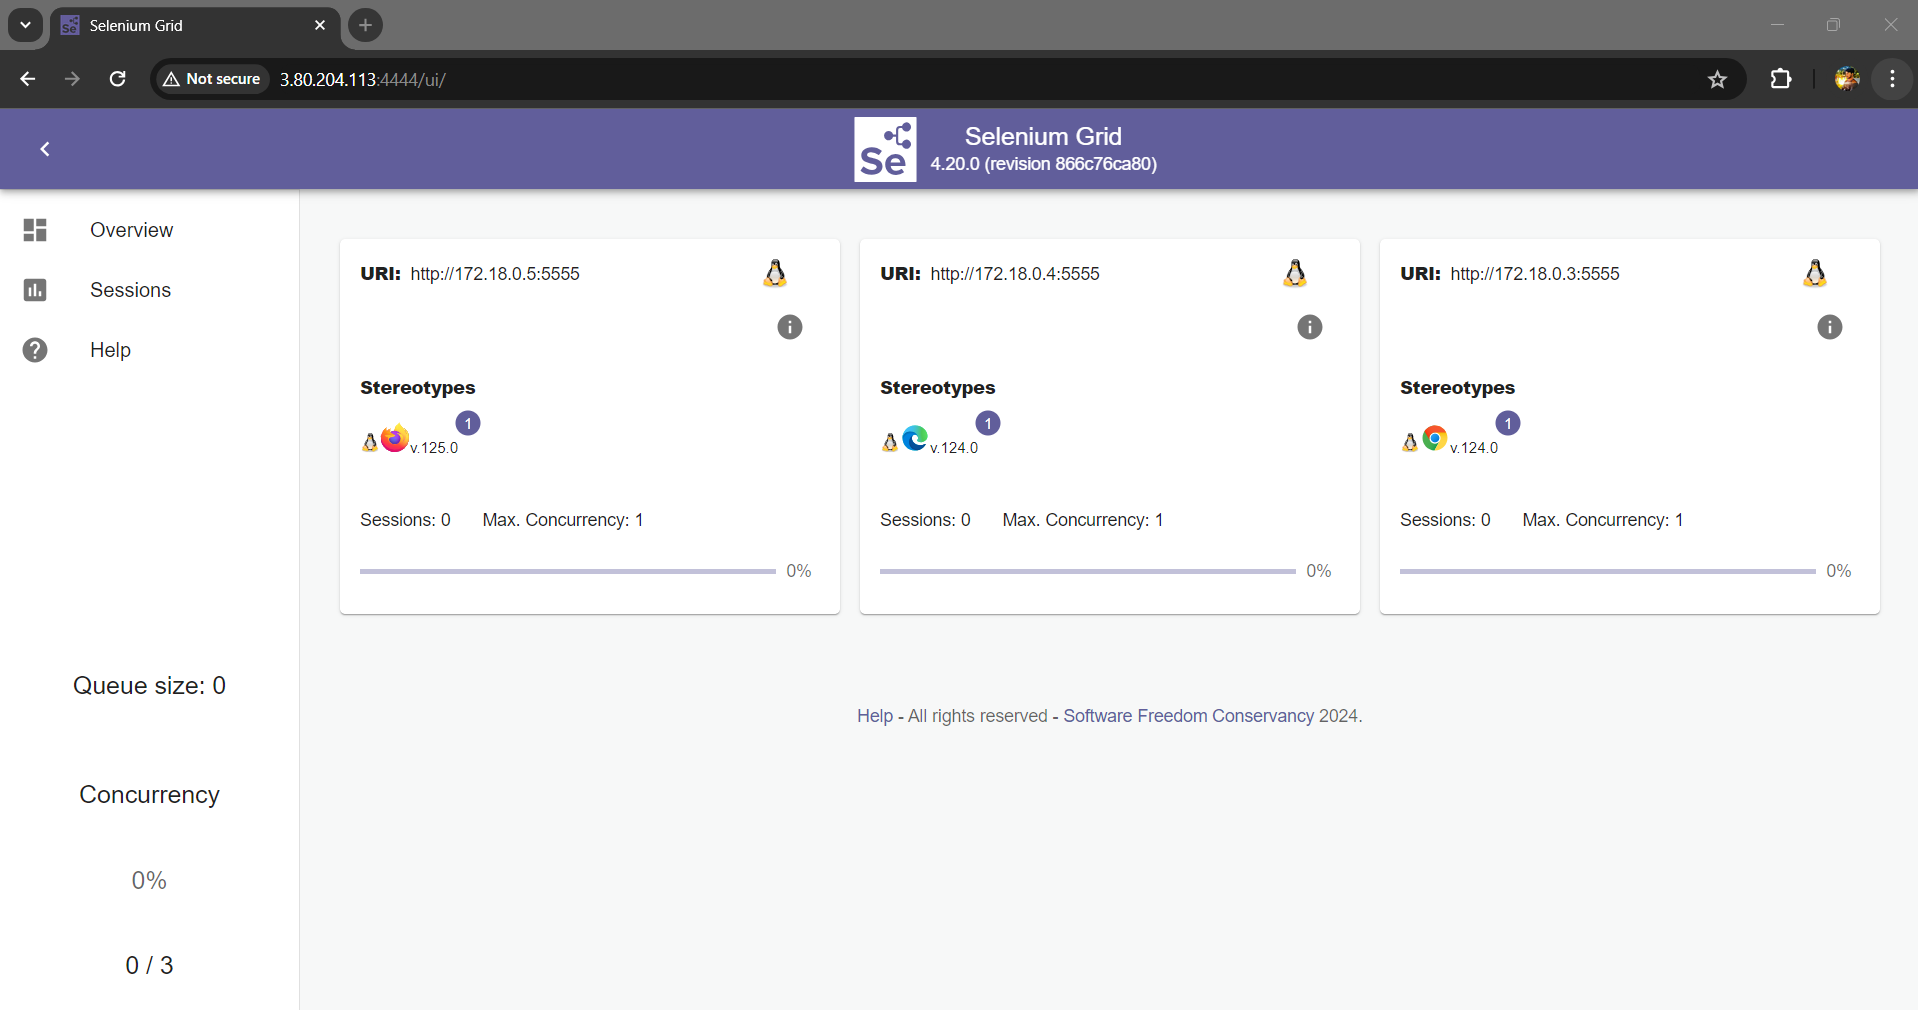 Selenium Grid
Not secure 3.80.204.113:4444/ui/
Se
Selenium Grid
4.20.0 (revision 866c76ca80)
Overview
Sessions
Help
Queue size: 0
Concurrency
0%
0 / 3
URI: http://172.18.0.5:5555
Stereotypes
1
v.125.0
Sessions: 0 Max. Concurrency: 1
0%
URI: http://172.18.0.4:5555
Stereotypes
1
v.124.0
Sessions: 0 Max. Concurrency: 1
0%
URI: http://172.18.0.3:5555
Stereotypes
1
v.124.0
Sessions: 0 Max. Concurrency: 1
0%
Help - All rights reserved - Software Freedom Conservancy 2024.